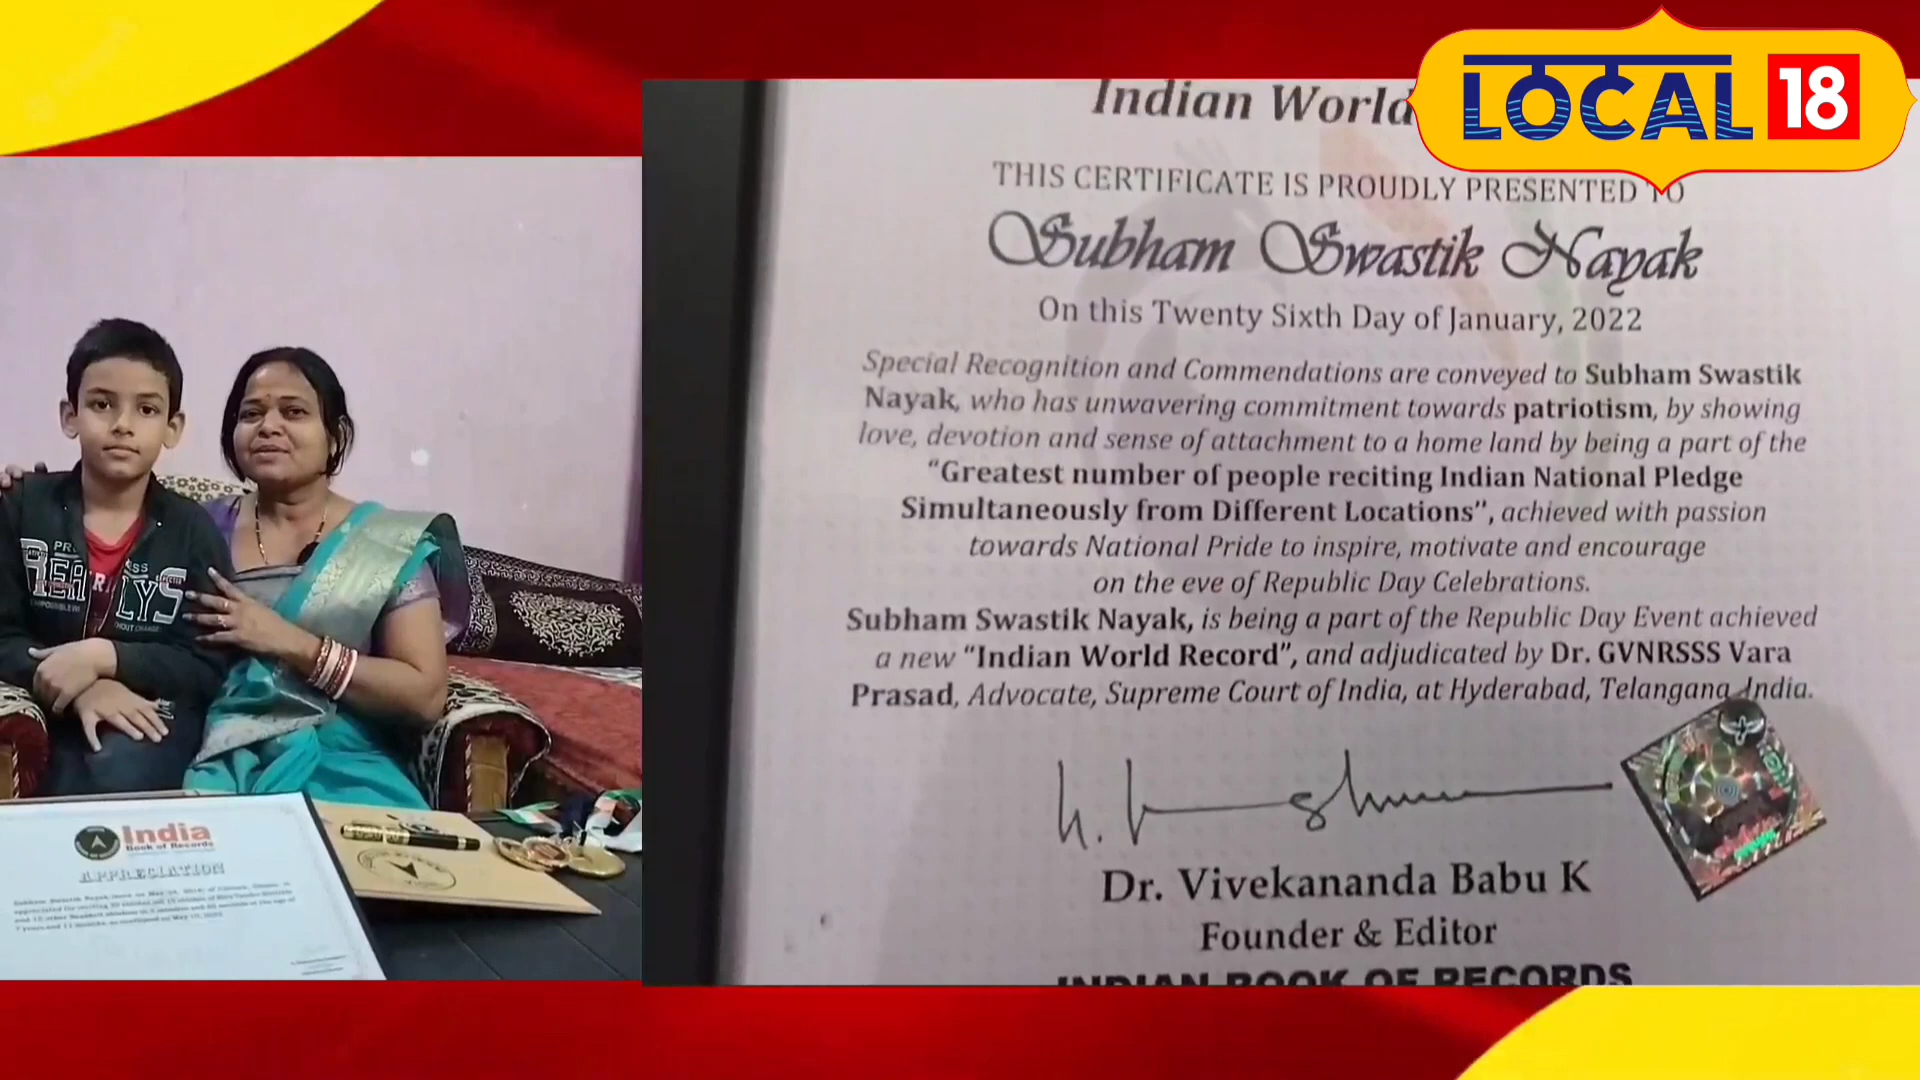 LOCAL 18
Indian World
THIS CERTIFICATE IS PROUDLY PRESENTED TO
Subham Swastik Nayak
On this Twenty Sixth Day of January, 2022
Special Recognition and Commendations are conveyed to Subham Swastik
Nayak, who has unwavering commitment towards patriotism, by showing
love, devotion and sense of attachment to a home land by being a part of the
"Greatest number of people reciting Indian National Pledge
Simultaneously from Different Locations", achieved with passion
towards National Pride to inspire, motivate and encourage
on the eve of Republic Day Celebrations.
Subham Swastik Nayak, is being a part of the Republic Day Event achieved
a new "Indian World Record", and adjudicated by Dr. GVNRSSS Vara
Prasad, Advocate, Supreme Court of India, at Hyderabad, Telangana, India.
Dr. Vivekananda Babu K
Founder & Editor
INDIAN BOOK OF RECORDS
India
Book of Records
APPRECIATION